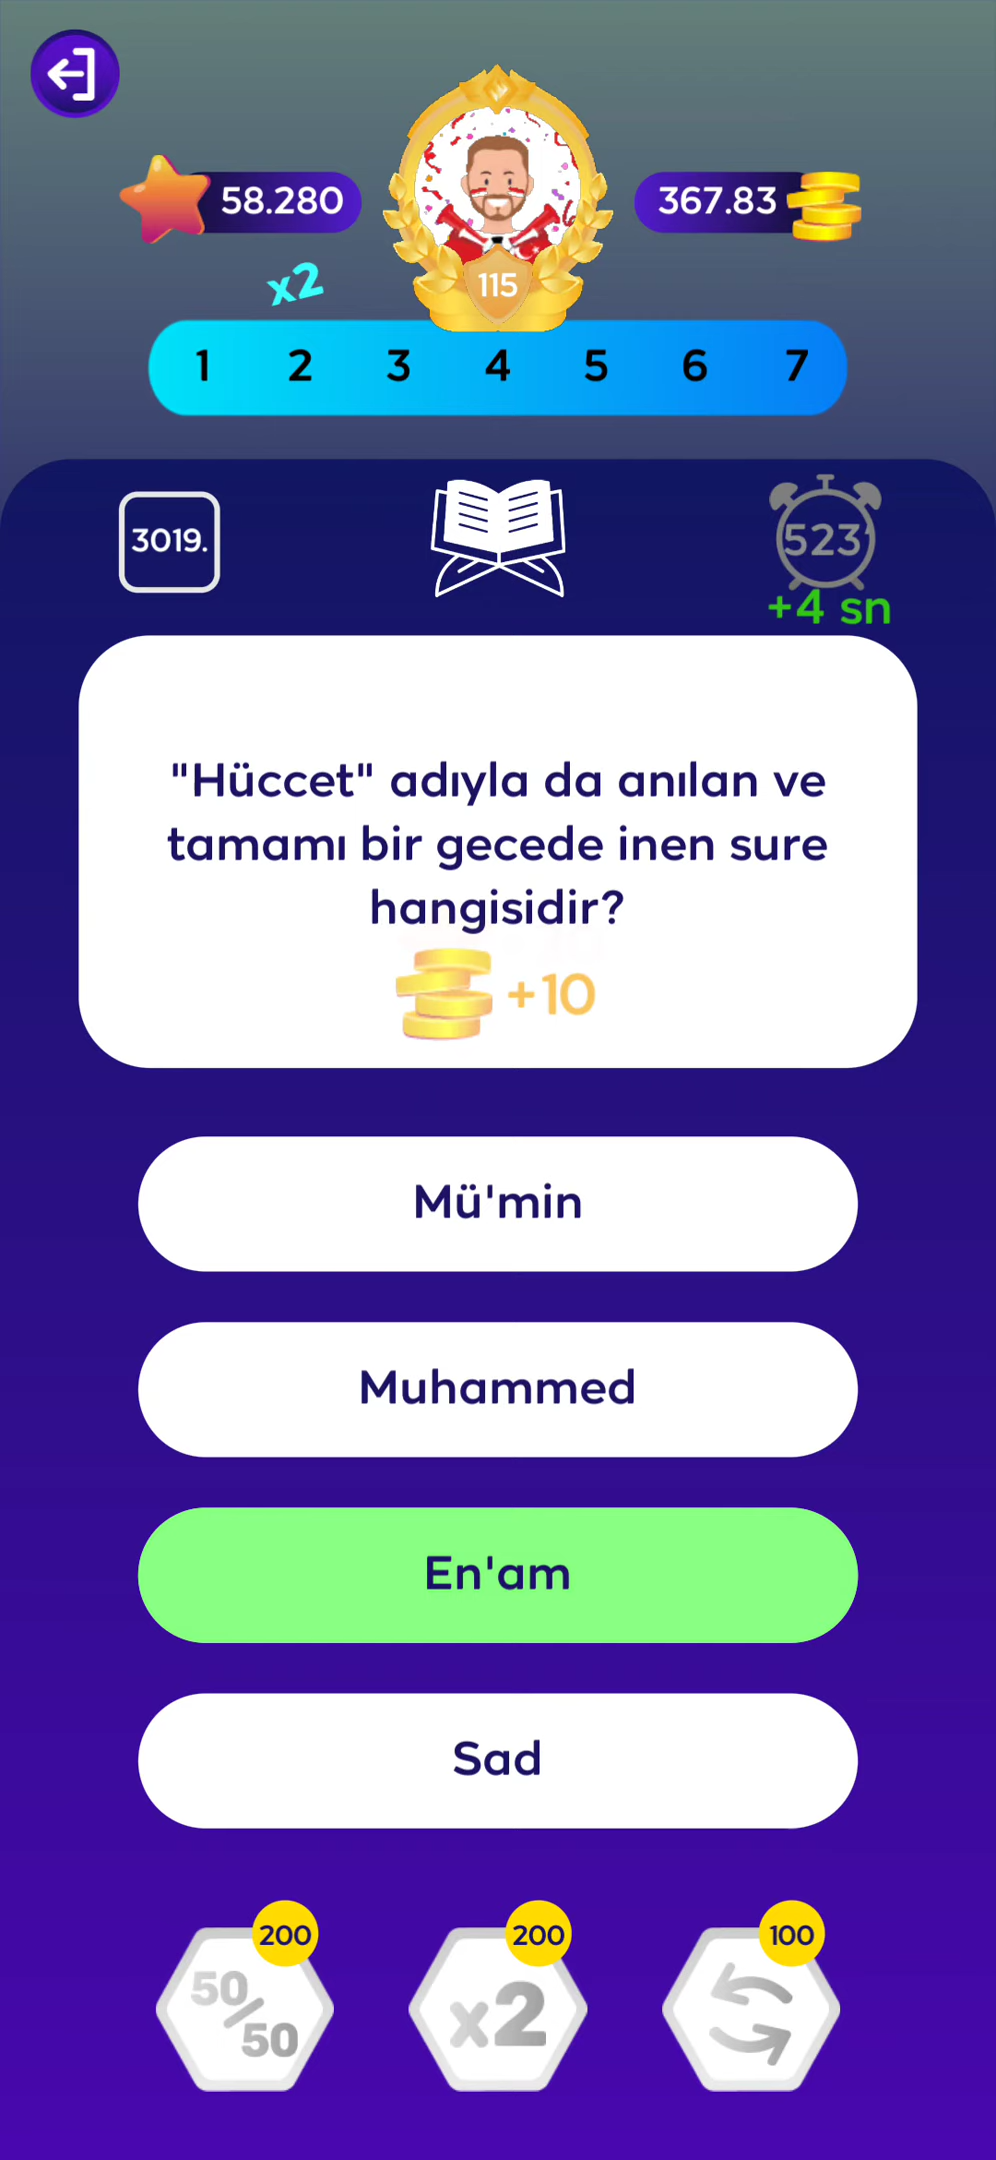 58.280
367.83
115
x2
1 2 3 4 5 6 7
3019.
523
+4 sn
"Hüccet" adıyla da anılan ve
tamamı bir gecede inen sure
hangisidir?
+10
Mü'min
Muhammed
En'am
Sad
200
200
100
50/50
x2